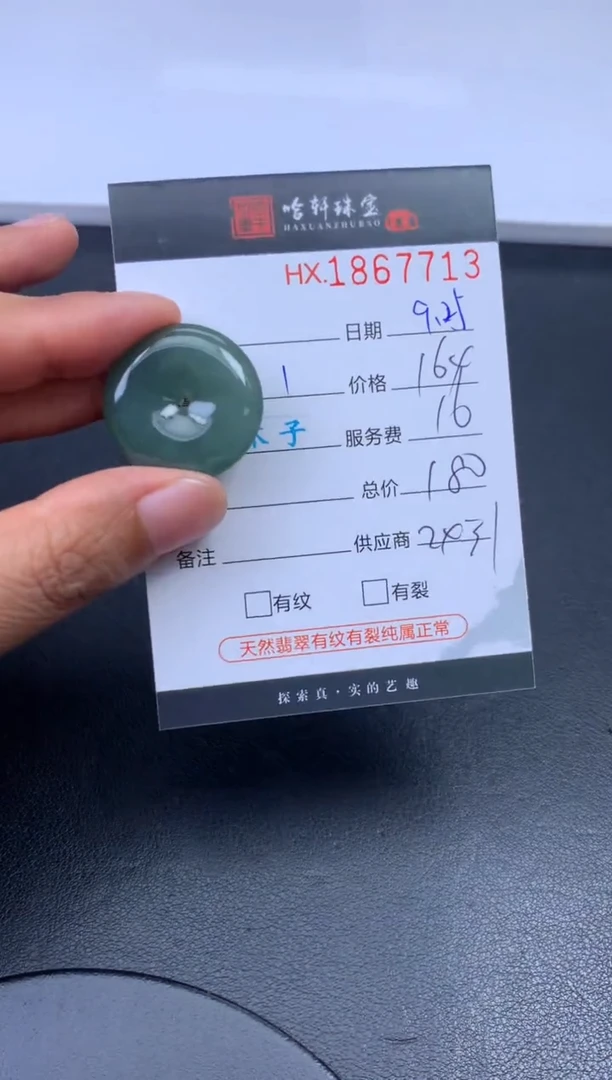 哈轩珠宝
HAXUANZHUBAO
HX.1867713
日期 9.25
1 价格 164
木子 服务费 16
总价 180
备注 供应商 2431
有纹 有裂
天然翡翠有纹有裂纯属正常
探索真·实的艺趣